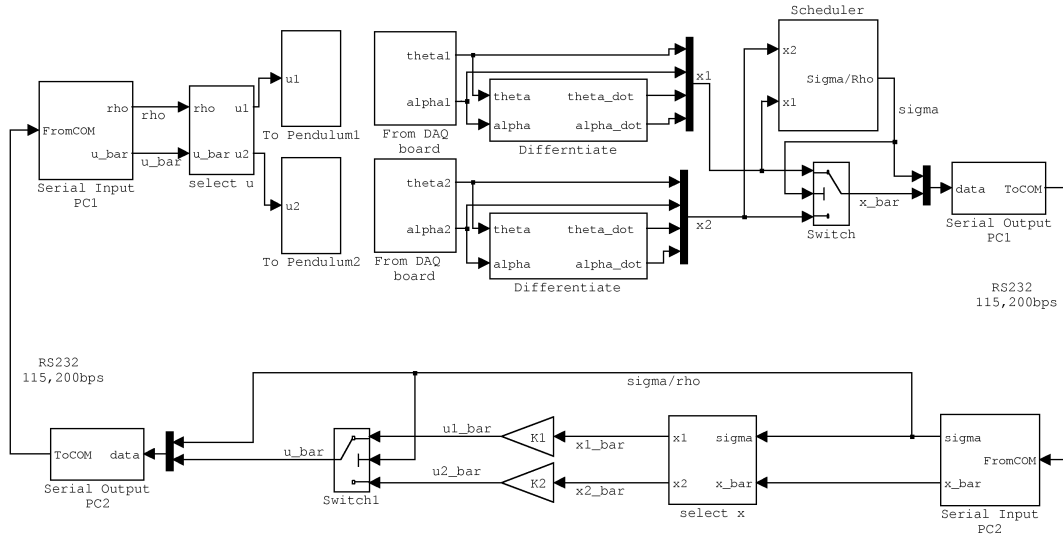 Scheduler
x2
Sigma/Rho
x1
sigma
FromCOM
rho
u_bar
rho
u_bar
Serial Input
PC1
rho
u1
u_bar
u2
select u
u1
To Pendulum1
u2
To Pendulum2
theta1
alpha1
From DAQ
board
theta
theta_dot
alpha
alpha_dot
Differntiate
x1
theta2
alpha2
From DAQ
board
theta
theta_dot
alpha
alpha_dot
Differentiate
x2
Switch
x_bar
data
ToCOM
Serial Output
PC1
RS232
115,200bps
RS232
115,200bps
sigma/rho
ToCOM
data
Serial Output
PC2
u_bar
Switch1
u1_bar
K1
x1_bar
u2_bar
K2
x2_bar
x1
sigma
x2
x_bar
select x
sigma
FromCOM
x_bar
Serial Input
PC2